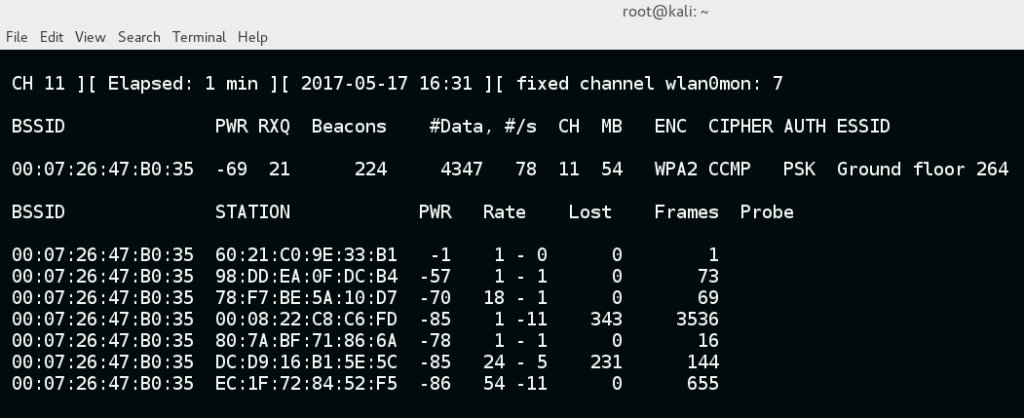 root@kali: ~
File Edit View Search Terminal Help
CH 11 ][ Elapsed: 1 min ][ 2017-05-17 16:31 ][ fixed channel wlan0mon: 7
BSSID PWR RXQ Beacons #Data, #/s CH MB ENC CIPHER AUTH ESSID
00:07:26:47:B0:35 -69 21 224 4347 78 11 54 WPA2 CCMP PSK Ground floor 264
BSSID STATION PWR Rate Lost Frames Probe
00:07:26:47:B0:35 60:21:C0:9E:33:B1 -1 1 - 0 0 1
00:07:26:47:B0:35 98:DD:EA:0F:DC:B4 -57 1 - 1 0 73
00:07:26:47:B0:35 78:F7:BE:5A:10:D7 -70 18 - 1 0 69
00:07:26:47:B0:35 00:08:22:C8:C6:FD -85 1 -11 343 3536
00:07:26:47:B0:35 80:7A:BF:71:86:6A -78 1 - 1 0 16
00:07:26:47:B0:35 DC:D9:16:B1:5E:5C -85 24 - 5 231 144
00:07:26:47:B0:35 EC:1F:72:84:52:F5 -86 54 -11 0 655